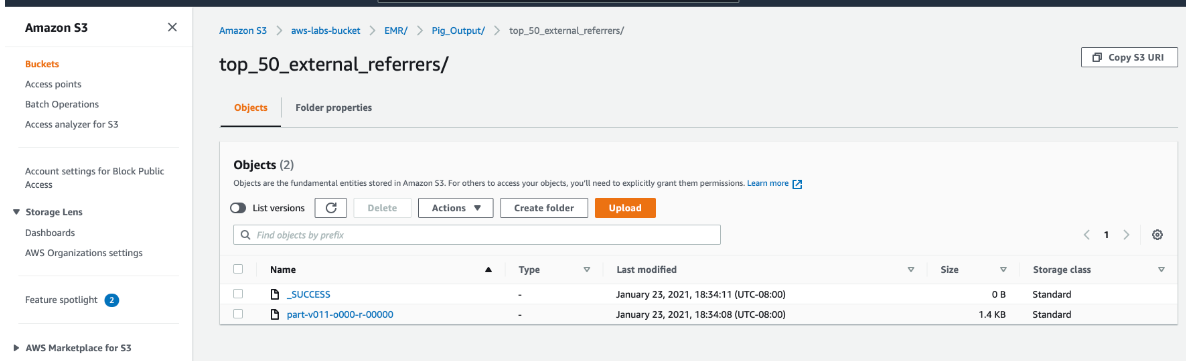 Amazon S3
Buckets
Access points
Batch Operations
Access analyzer for S3
Account settings for Block Public
Access
Storage Lens
Dashboards
AWS Organizations settings
Feature spotlight 2
AWS Marketplace for S3
Amazon S3 > aws-labs-bucket > EMR/ > Pig_Output/ > top_50_external_referrers/
top_50_external_referrers/
Copy S3 URI
Objects Folder properties
Objects (2)
Objects are the fundamental entities stored in Amazon S3. For others to access your objects, you'll need to explicitly grant them permissions. Learn more
List versions Delete Actions Create folder Upload
Find objects by prefix
1
Name Type Last modified Size Storage class
_SUCCESS - January 23, 2021, 18:34:11 (UTC-08:00) 0 B Standard
part-v011-o000-r-00000 - January 23, 2021, 18:34:08 (UTC-08:00) 1.4 KB Standard